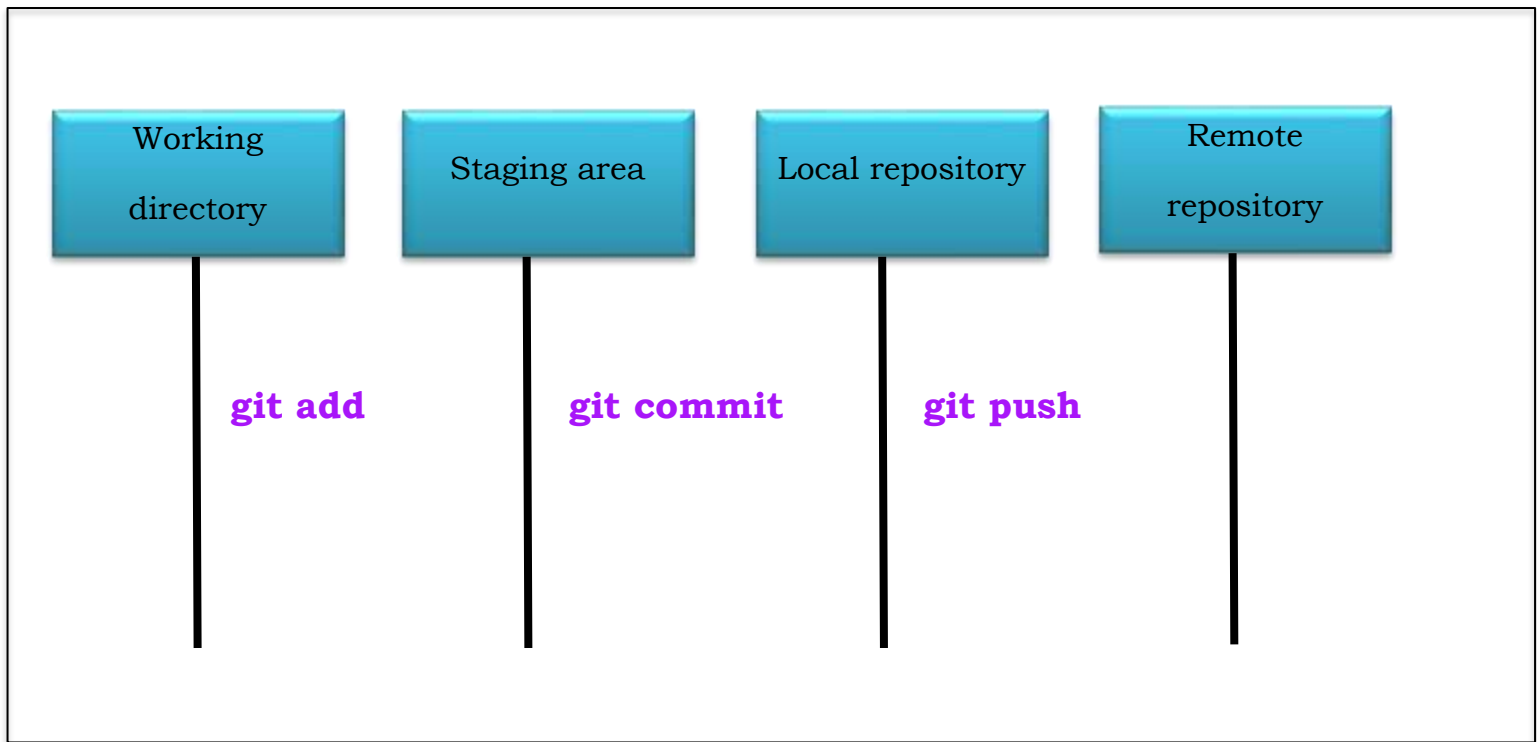 Working
directory
Staging area
Local repository
Remote
repository
git add
git commit
git push